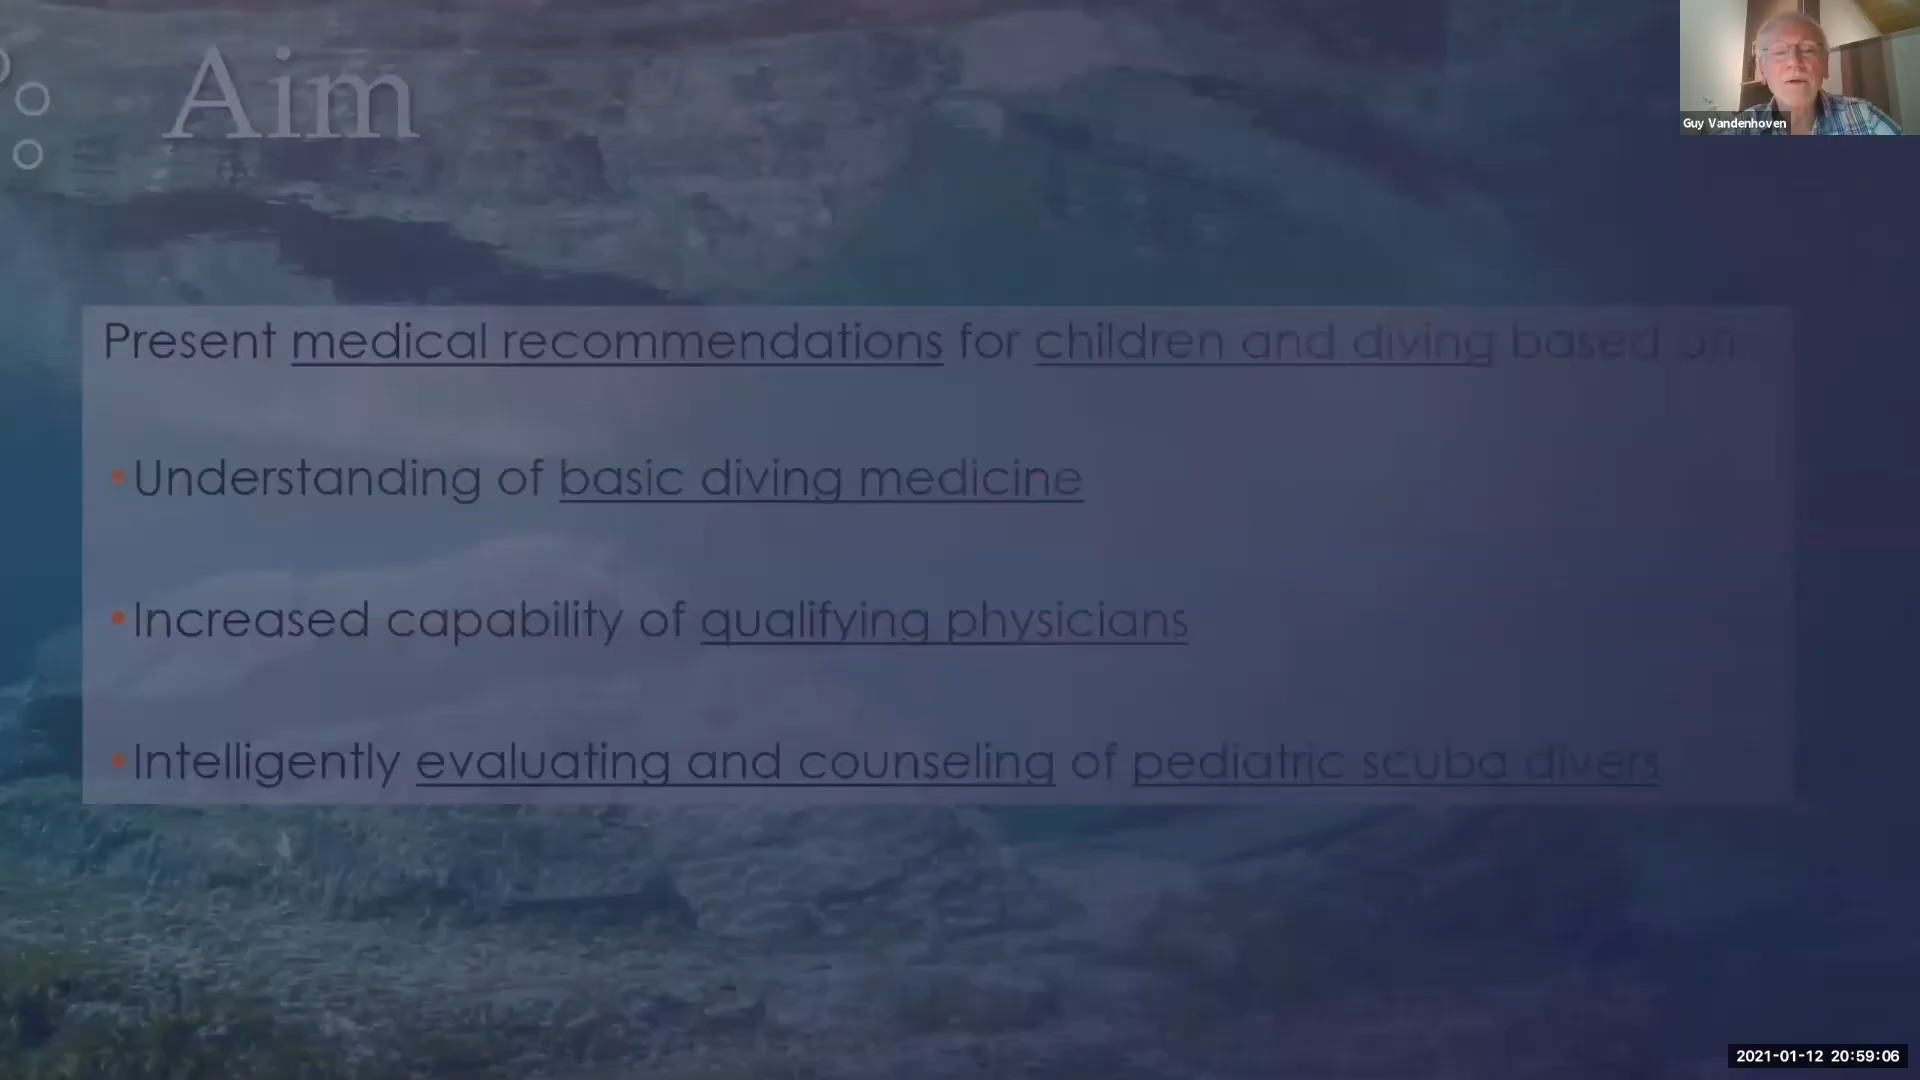 Aim
Guy Vandenhoven
Present medical recommendations for children and diving based on
•Understanding of basic diving medicine
•Increased capability of qualifying physicians
•Intelligently evaluating and counseling of pediatric scuba divers
2021-01-12 20:59:06